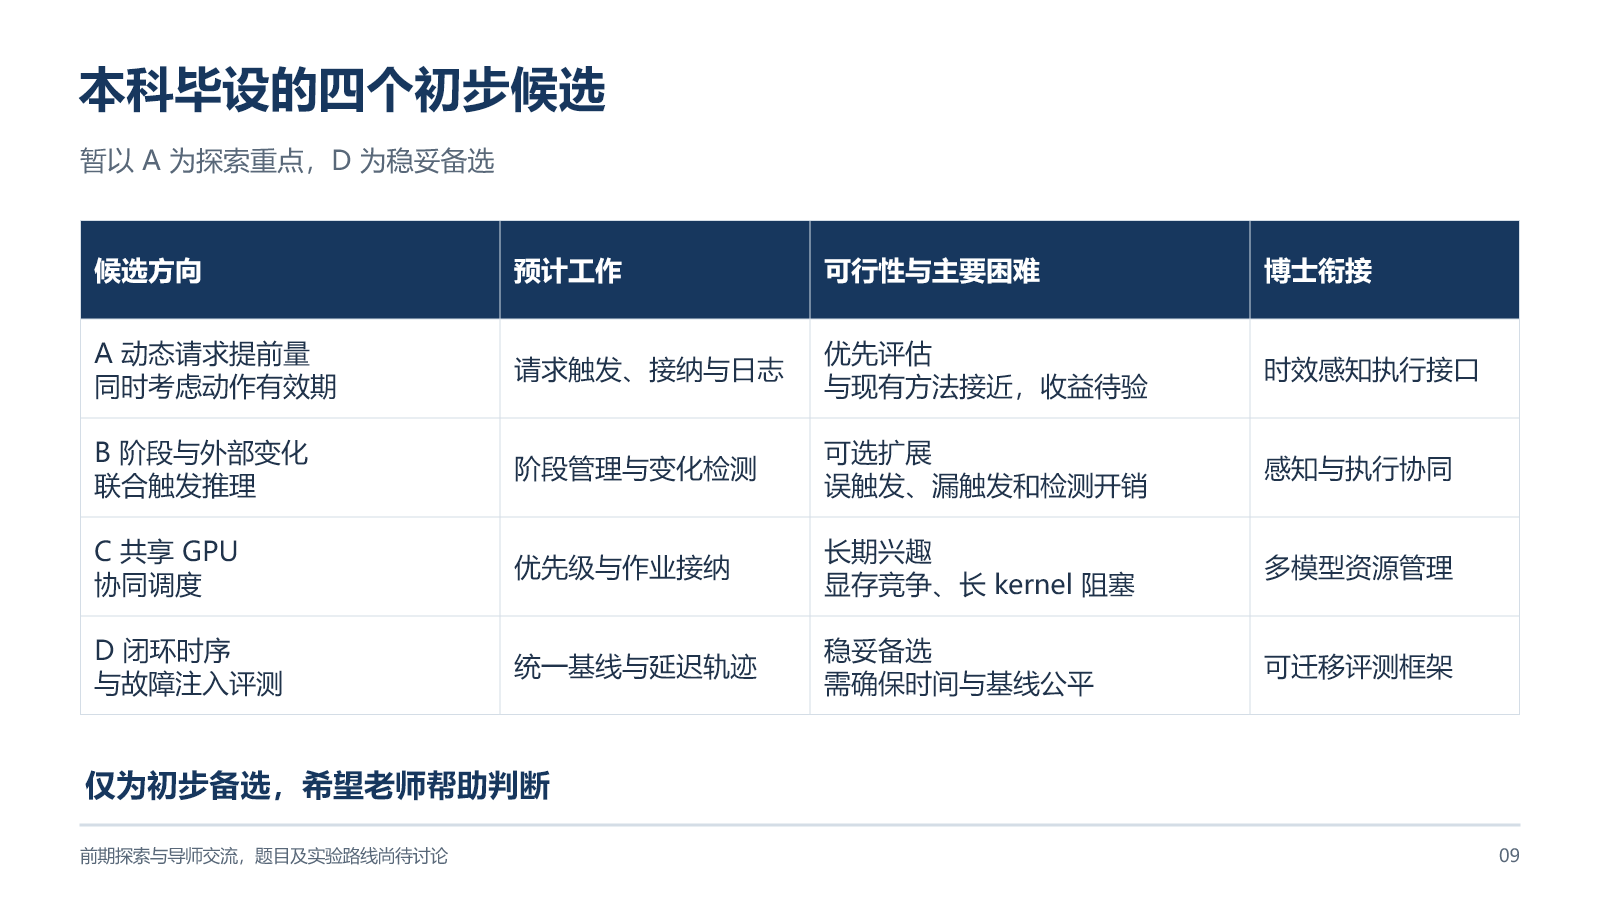 本科毕设的四个初步候选
暂以 A 为探索重点，D 为稳妥备选
候选方向 预计工作 可行性与主要困难 博士衔接
A 动态请求提前量
同时考虑动作有效期
请求触发、接纳与日志
优先评估
与现有方法接近，收益待验
时效感知执行接口
B 阶段与外部变化
联合触发推理
阶段管理与变化检测
可选扩展
误触发、漏触发和检测开销
感知与执行协同
C 共享 GPU
协同调度
优先级与作业接纳
长期兴趣
显存竞争、长 kernel 阻塞
多模型资源管理
D 闭环时序
与故障注入评测
统一基线与延迟轨迹
稳妥备选
需确保时间与基线公平
可迁移评测框架
仅为初步备选，希望老师帮助判断
前期探索与导师交流，题目及实验路线尚待讨论
09